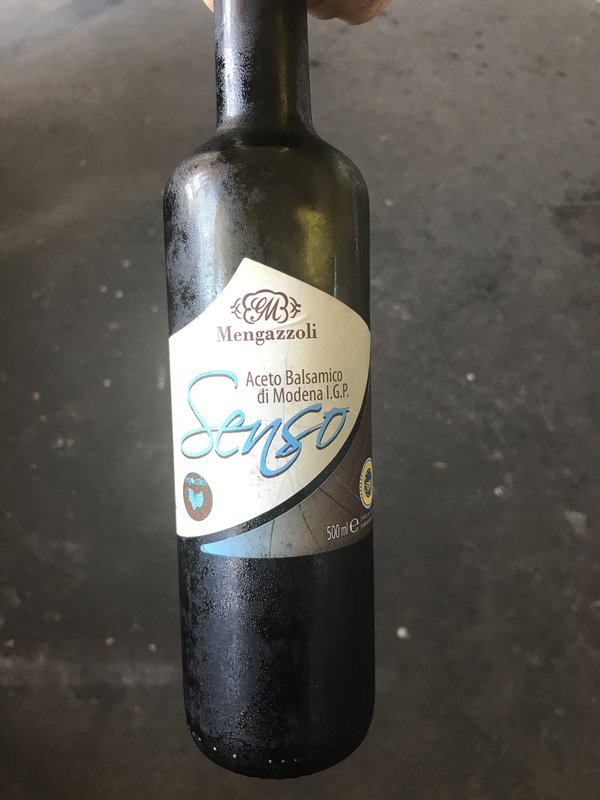 GM
Mengazzoli
Aceto Balsamico
di Modena I.G.P.
Senso
500 ml e